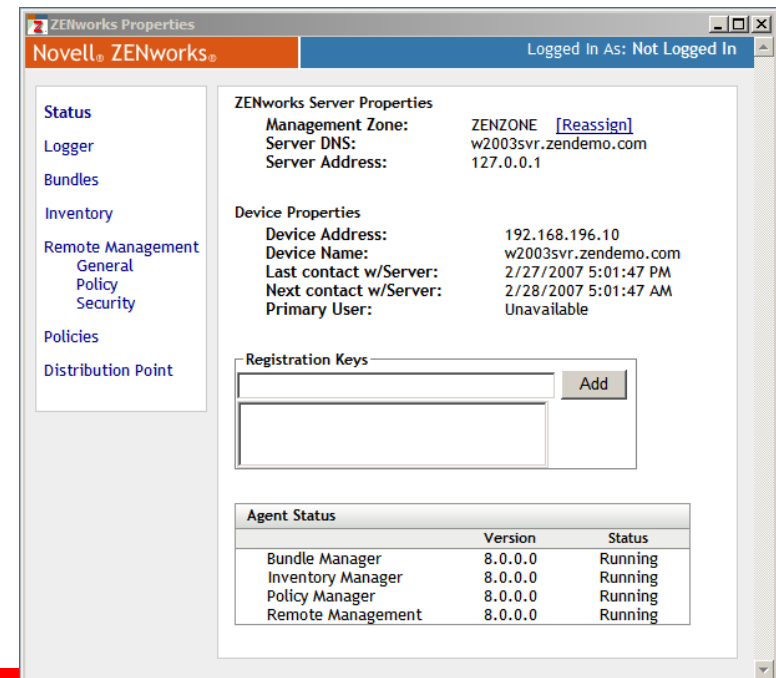 ZENworks Properties
Novell® ZENworks®
Logged In As: Not Logged In
Status
Logger
Bundles
Inventory
Remote Management
General
Policy
Security
Policies
Distribution Point
ZENworks Server Properties
Management Zone: ZENZONE [Reassign]
Server DNS: w2003svr.zendemo.com
Server Address: 127.0.0.1
Device Properties
Device Address: 192.168.196.10
Device Name: w2003svr.zendemo.com
Last contact w/Server: 2/27/2007 5:01:47 PM
Next contact w/Server: 2/28/2007 5:01:47 AM
Primary User: Unavailable
Registration Keys
Add
Agent Status
Version Status
Bundle Manager 8.0.0.0 Running
Inventory Manager 8.0.0.0 Running
Policy Manager 8.0.0.0 Running
Remote Management 8.0.0.0 Running